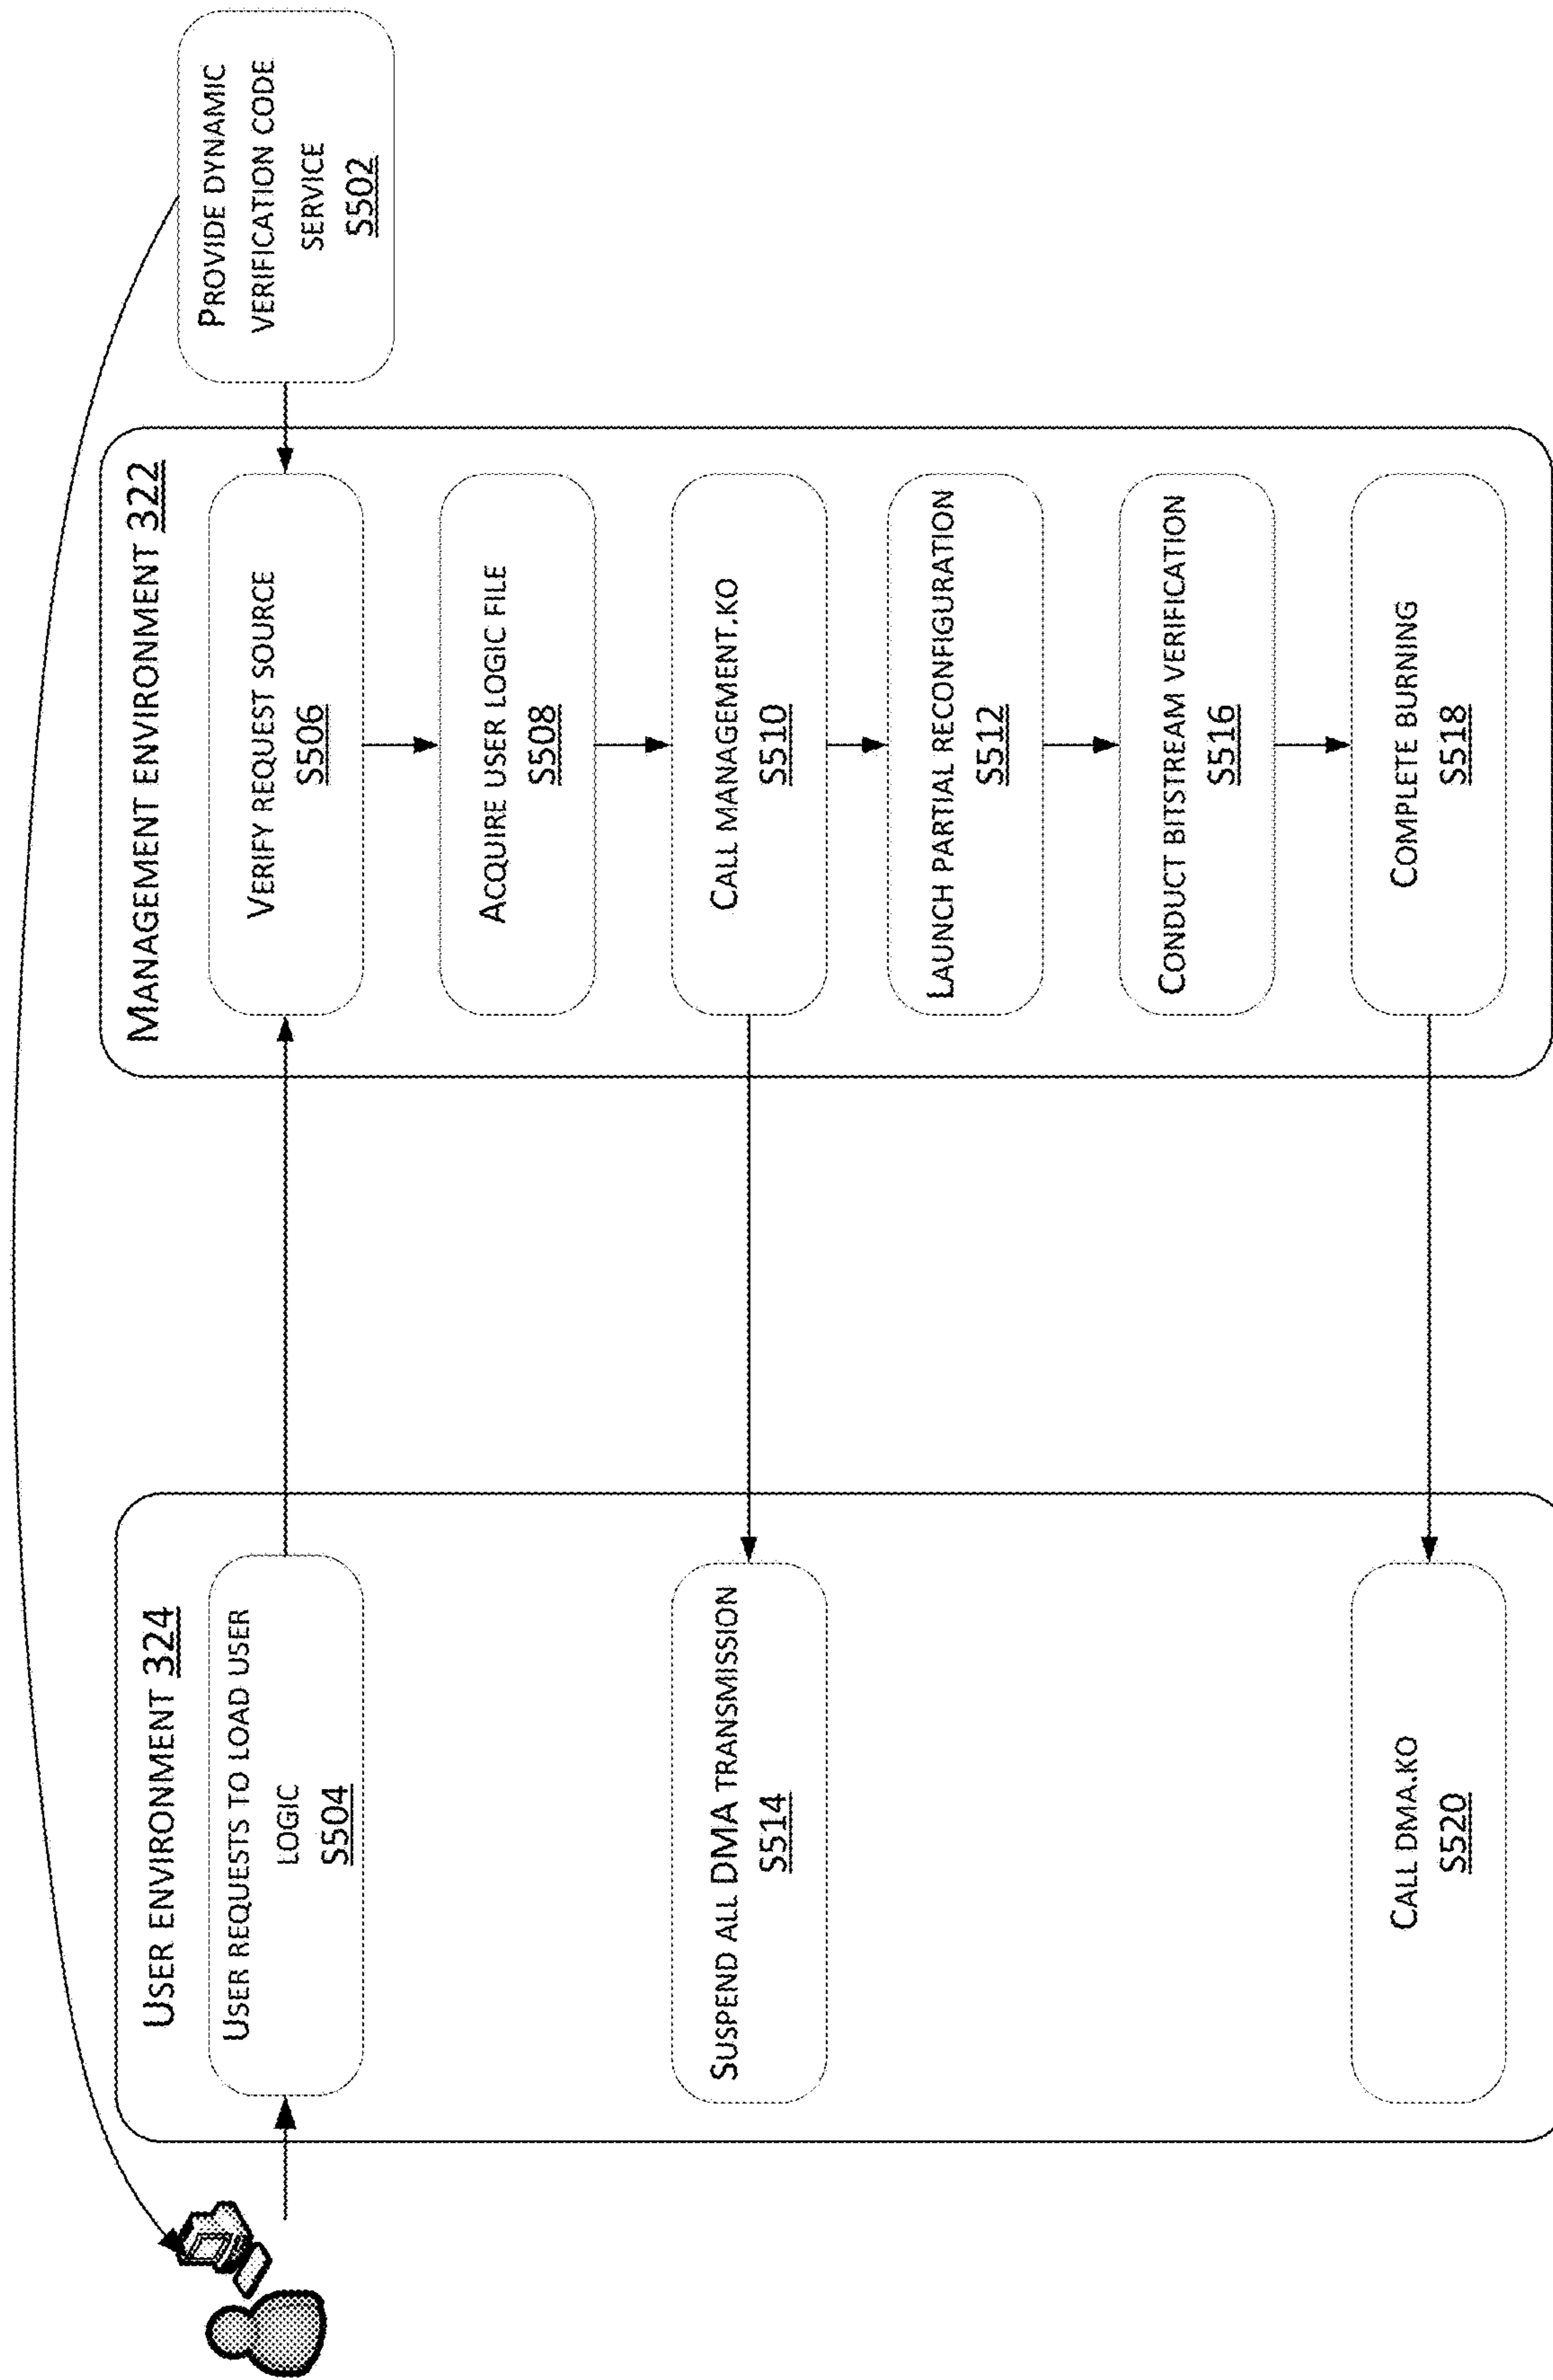 USER ENVIRONMENT 324
USER REQUESTS TO LOAD USER
LOGIC
S504
SUSPEND ALL DMA TRANSMISSION
S514
CALL DMA.KO
S520
MANAGEMENT ENVIRONMENT 322
VERIFY REQUEST SOURCE
S506
ACQUIRE USER LOGIC FILE
S508
CALL MANAGEMENT.KO
S510
LAUNCH PARTIAL RECONFIGURATION
S512
CONDUCT BITSTREAM VERIFICATION
S516
COMPLETE BURNING
S518
PROVIDE DYNAMIC
VERIFICATION CODE
SERVICE
S502